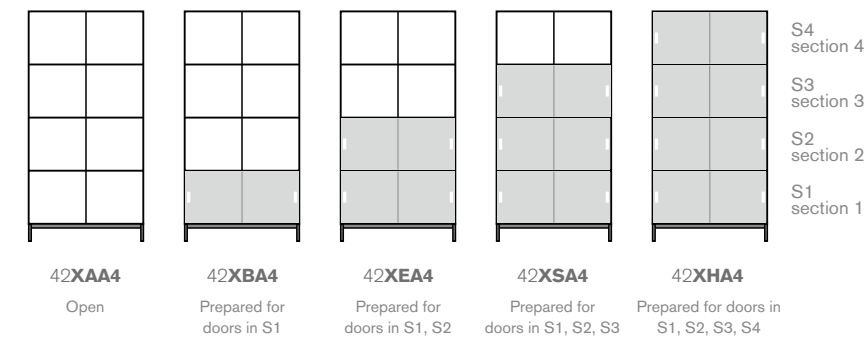 S4
section 4
S3
section 3
S2
section 2
S1
section 1
42XAA4
Open
42XBA4
Prepared for
doors in S1
42XEA4
Prepared for
doors in S1, S2
42XSA4
Prepared for
doors in S1, S2, S3
42XHA4
Prepared for doors in
S1, S2, S3, S4